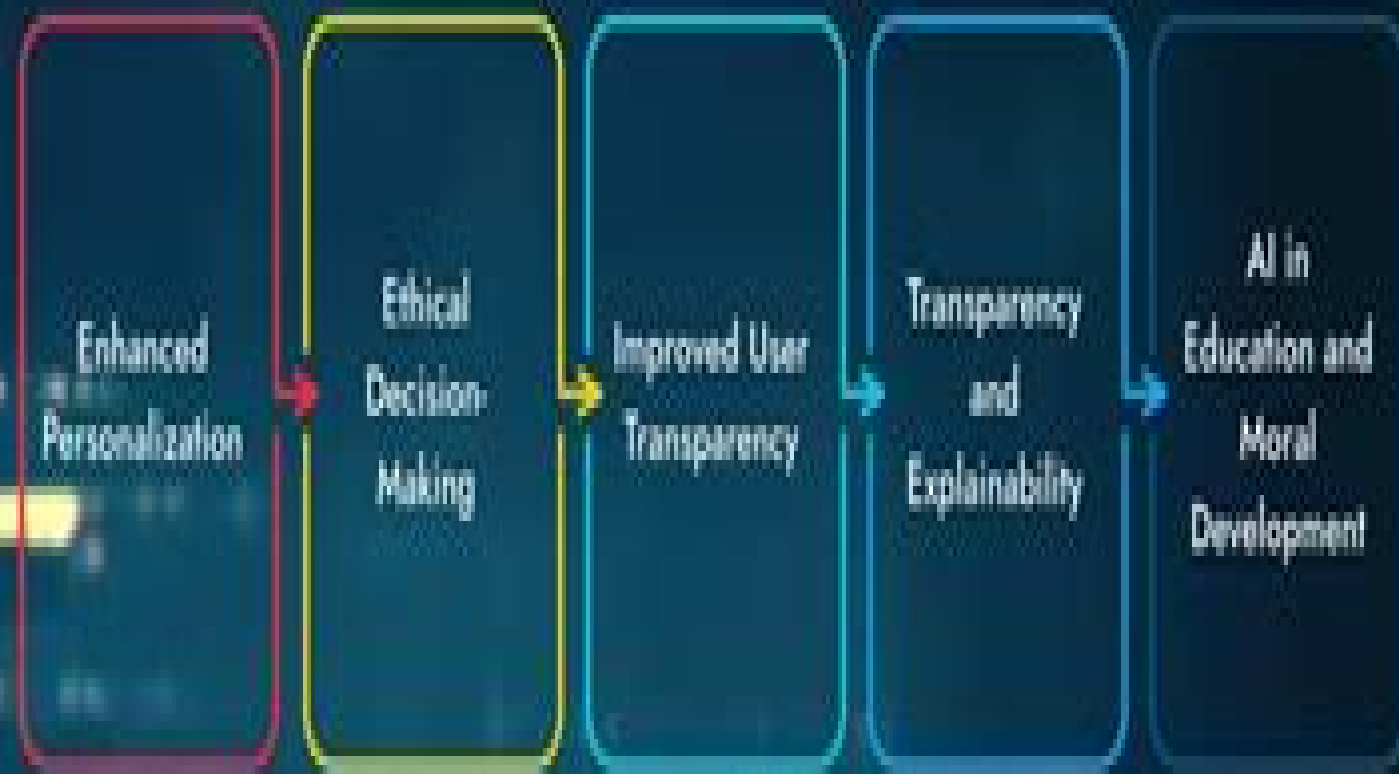 Enhanced
Personalization
Ethical
Decision-
Making
Improved User
Transparency
Transparency
and
Explainability
AI in
Education and
Moral
Development